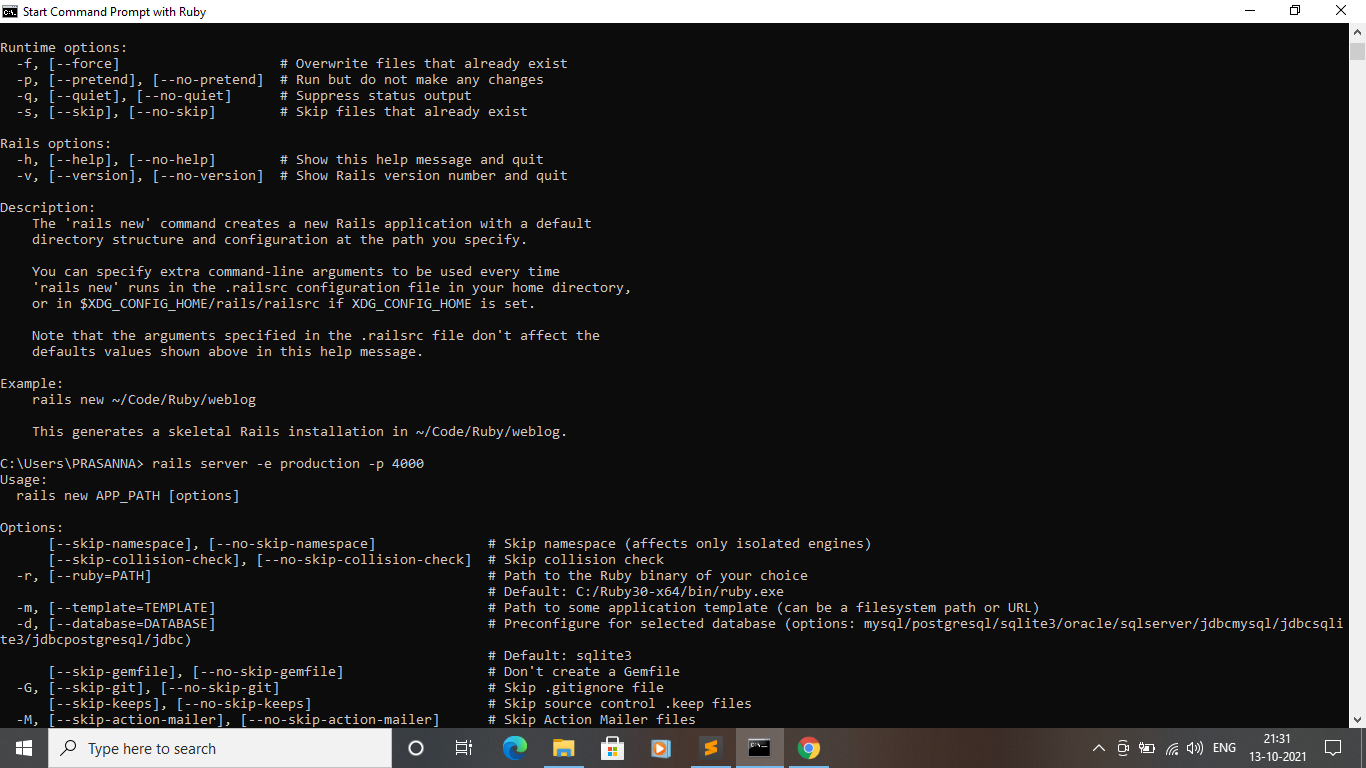 Start Command Prompt with Ruby
Runtime options:
  -f, [--force]                    # Overwrite files that already exist
  -p, [--pretend], [--no-pretend]  # Run but do not make any changes
  -q, [--quiet], [--no-quiet]      # Suppress status output
  -s, [--skip], [--no-skip]        # Skip files that already exist
Rails options:
  -h, [--help], [--no-help]        # Show this help message and quit
  -v, [--version], [--no-version]  # Show Rails version number and quit
Description:
    The 'rails new' command creates a new Rails application with a default
    directory structure and configuration at the path you specify.
    You can specify extra command-line arguments to be used every time
    'rails new' runs in the .railsrc configuration file in your home directory,
    or in $XDG_CONFIG_HOME/rails/railsrc if XDG_CONFIG_HOME is set.
    Note that the arguments specified in the .railsrc file don't affect the
    defaults values shown above in this help message.
Example:
    rails new ~/Code/Ruby/weblog
    This generates a skeletal Rails installation in ~/Code/Ruby/weblog.
C:\Users\PRASANNA> rails server -e production -p 4000
Usage:
  rails new APP_PATH [options]
Options:
      [--skip-namespace], [--no-skip-namespace]              # Skip namespace (affects only isolated engines)
      [--skip-collision-check], [--no-skip-collision-check]  # Skip collision check
  -r, [--ruby=PATH]                                          # Path to the Ruby binary of your choice
                                                             # Default: C:/Ruby30-x64/bin/ruby.exe
  -m, [--template=TEMPLATE]                                  # Path to some application template (can be a filesystem path or URL)
  -d, [--database=DATABASE]                                  # Preconfigure for selected database (options: mysql/postgresql/sqlite3/oracle/sqlserver/jdbcmysql/jdbcsqli
te3/jdbcpostgresql/jdbc)
                                                             # Default: sqlite3
      [--skip-gemfile], [--no-skip-gemfile]                  # Don't create a Gemfile
  -G, [--skip-git], [--no-skip-git]                          # Skip .gitignore file
      [--skip-keeps], [--no-skip-keeps]                      # Skip source control .keep files
  -M, [--skip-action-mailer], [--no-skip-action-mailer]      # Skip Action Mailer files
Type here to search
ENG
21:31
13-10-2021